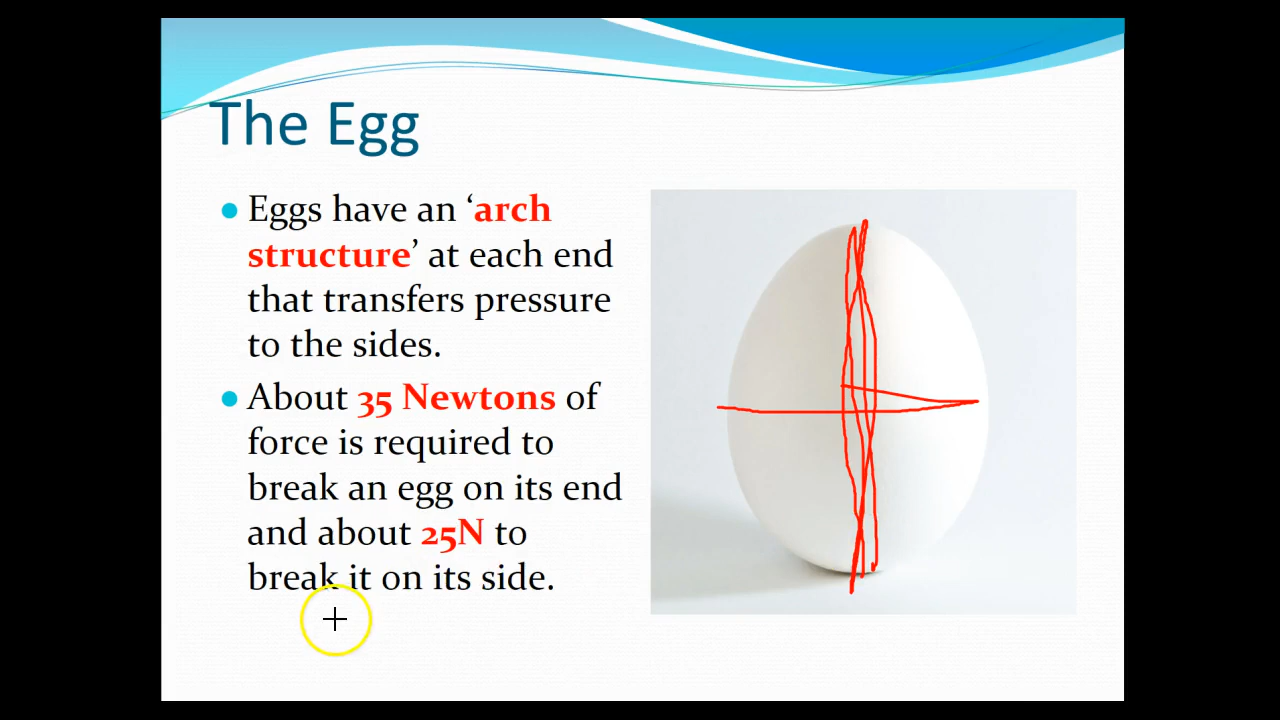 The Egg
Eggs have an ‘arch
structure’ at each end
that transfers pressure
to the sides.
About 35 Newtons of
force is required to
break an egg on its end
and about 25N to
break it on its side.